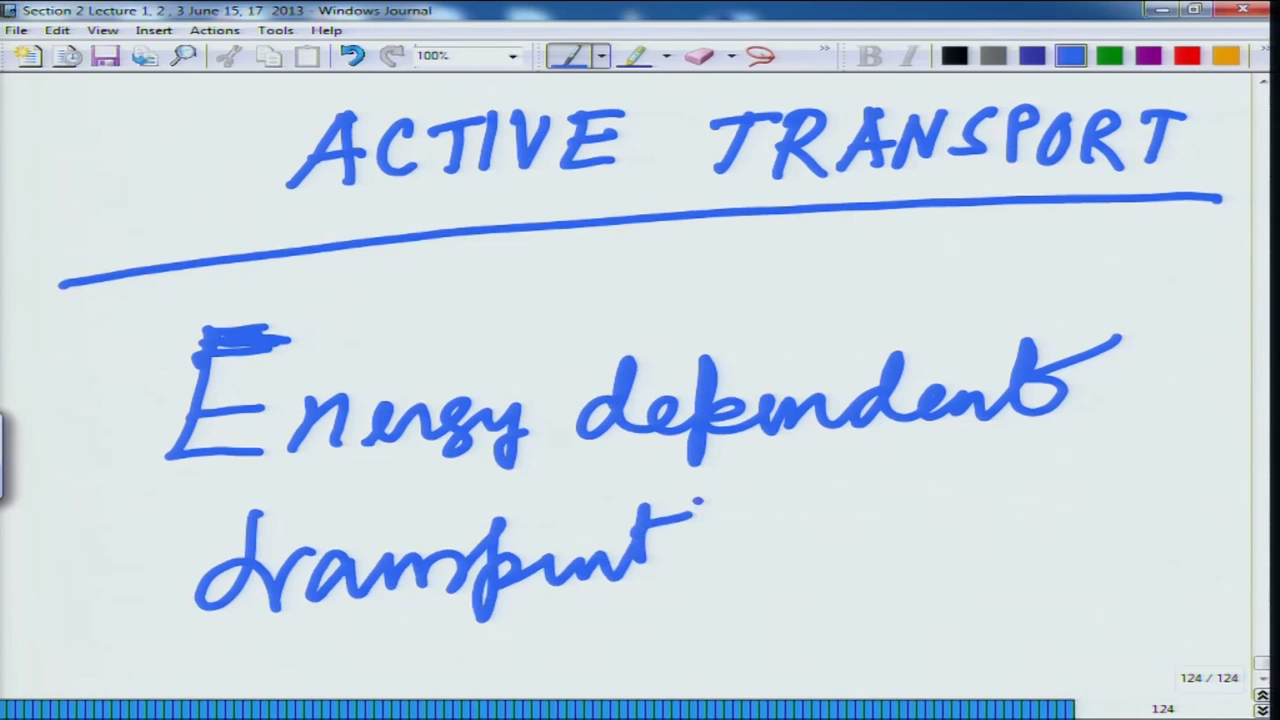 Section 2 Lecture 1, 2 , 3 June 15, 17 2013 - Windows Journal
File Edit View Insert Actions Tools Help
100%
B I
ACTIVE TRANSPORT
Energy dependent
transport
124 / 124
124